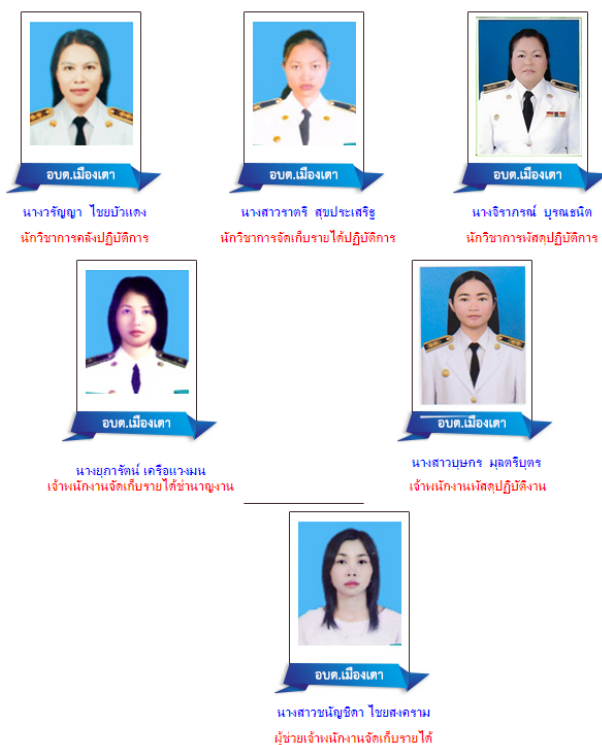 อบต.เมืองเตา
อบต.เมืองเตา
อบต.เมืองเตา
นางวรัญญา ไชยบัวแดง
นางสาวราตรี สุขประเสริฐ
นางจิราภรณ์ บุรณธนิต
นักวิชาการคลังปฏิบัติการ
นักวิชาการจัดเก็บรายได้ปฏิบัติการ
นักวิชาการพัสดุปฏิบัติการ
อบต.เมืองเตา
อบต.เมืองเตา
นางยุภารัตน์ เครือแวงมน
นางสาวบุษกร มุลตรีบุตร
เจ้าพนักงานจัดเก็บรายได้ชำนาญงาน
เจ้าพนักงานพัสดุปฏิบัติงาน
อบต.เมืองเตา
นางสาวชนัญชิดา ไชยสงคราม
ผู้ช่วยเจ้าพนักงานจัดเก็บรายได้